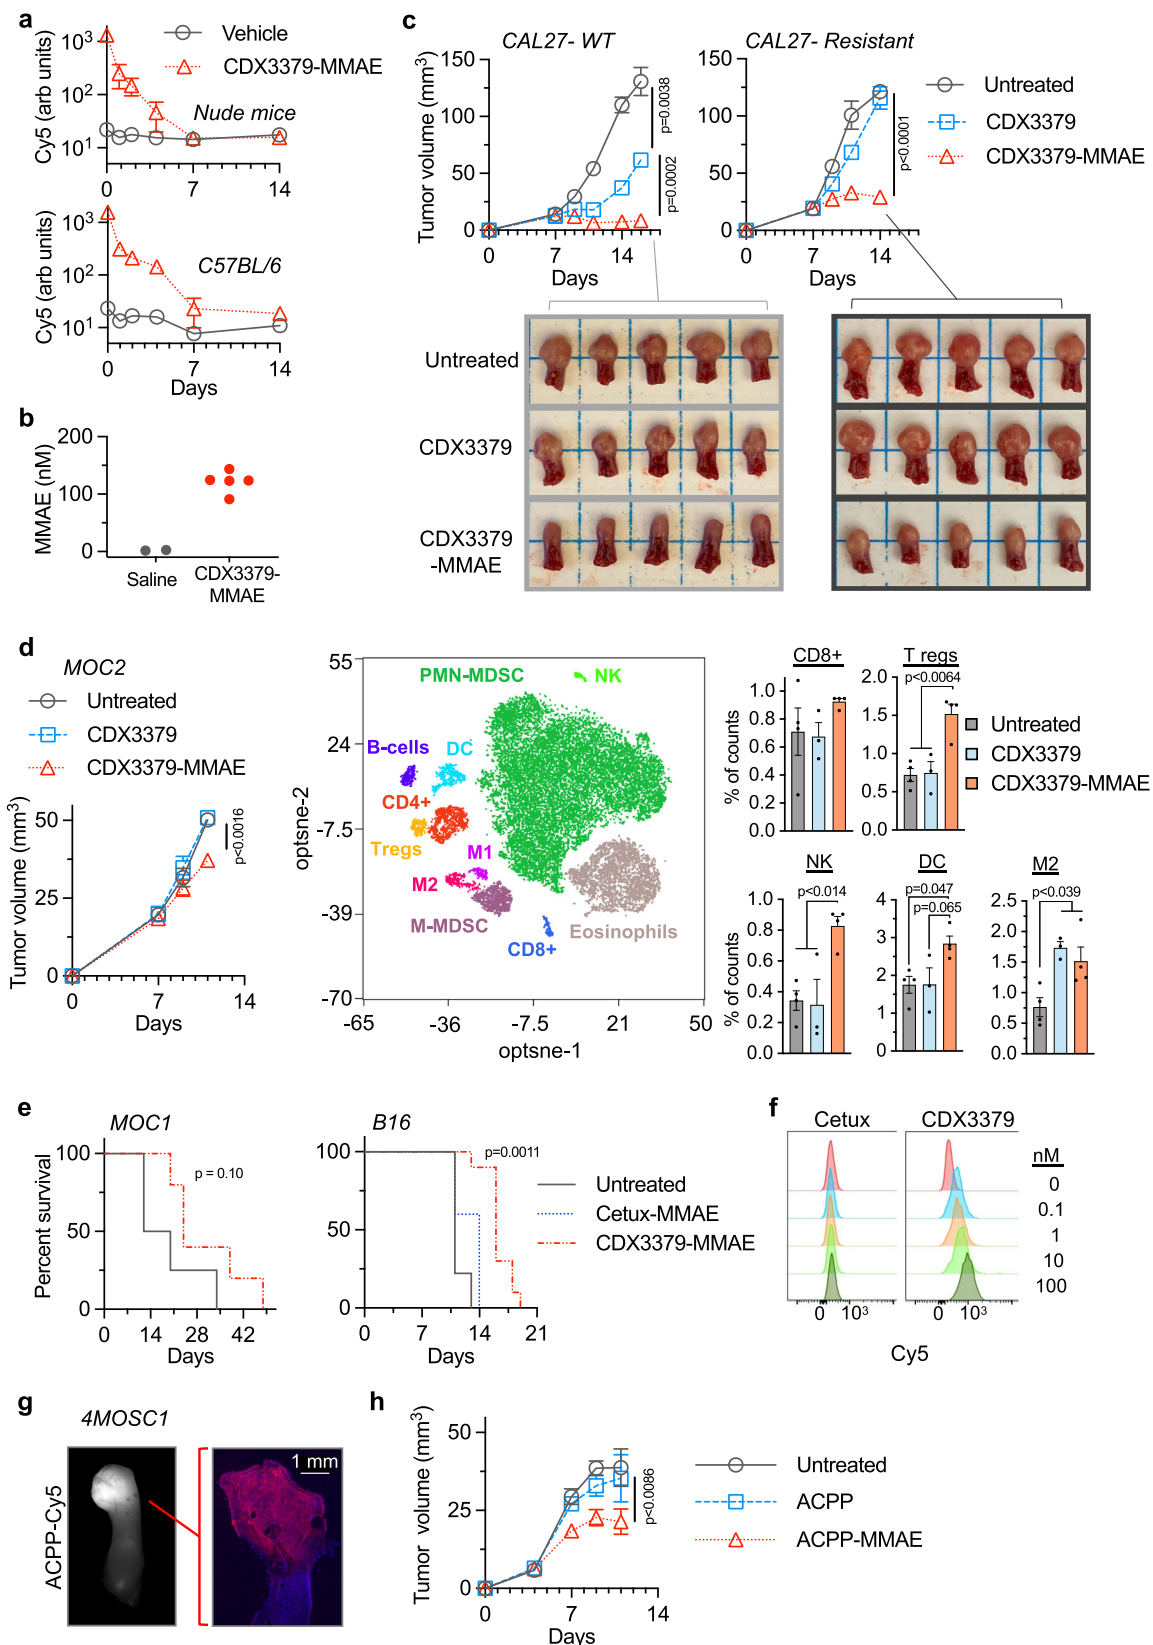 a
Vehicle
CDX3379-MMAE
Cy5 (arb units)
10³
10²
10¹
Nude mice
0 7 14
Cy5 (arb units)
10³
10²
10¹
C57BL/6
0 7 14
Days
b
MMAE (nM)
200
100
0
Saline
CDX3379-
MMAE
c
CAL27- WT
CAL27- Resistant
Tumor volume (mm³)
150
100
50
0
p=0.0038
p=0.0002
0 7 14
Days
150
100
50
0
p<0.0001
0 7 14
Days
Untreated
CDX3379
CDX3379-MMAE
Untreated
CDX3379
CDX3379
-MMAE
d
MOC2
Untreated
CDX3379
CDX3379-MMAE
Tumor volume (mm³)
50
25
0
p<0.0016
0 7 14
Days
optsne-2
55
24
-7.5
-39
-70
PMN-MDSC
NK
B-cells
DC
CD4+
Tregs
M1
M2
M-MDSC
CD8+
Eosinophils
-65 -36 -7.5 21 50
optsne-1
CD8+
% of counts
1.0
0.8
0.6
0.4
0.2
0.0
T regs
p<0.0064
2.0
1.5
1.0
0.5
0.0
Untreated
CDX3379
CDX3379-MMAE
NK
% of counts
p<0.014
1.0
0.8
0.6
0.4
0.2
0.0
DC
p=0.047
p=0.065
4
3
2
1
0
M2
p<0.039
2.5
2.0
1.5
1.0
0.5
0.0
e
MOC1
Percent survival
100
50
0
p = 0.10
0 14 28 42
Days
B16
100
50
0
p=0.0011
0 7 14 21
Days
Untreated
Cetux-MMAE
CDX3379-MMAE
f
Cetux
CDX3379
nM
0
0.1
1
10
100
0 10³
0 10³
Cy5
g
4MOSC1
ACPP-Cy5
1 mm
h
Tumor volume (mm³)
50
25
0
p<0.0086
0 7 14
Days
Untreated
ACPP
ACPP-MMAE